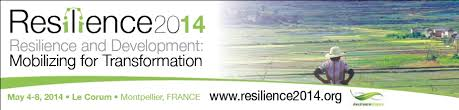 Resilience2014
Resilience and Development:
Mobilizing for Transformation
May 4-8, 2014 • Le Corum • Montpellier, FRANCE
www.resilience2014.org